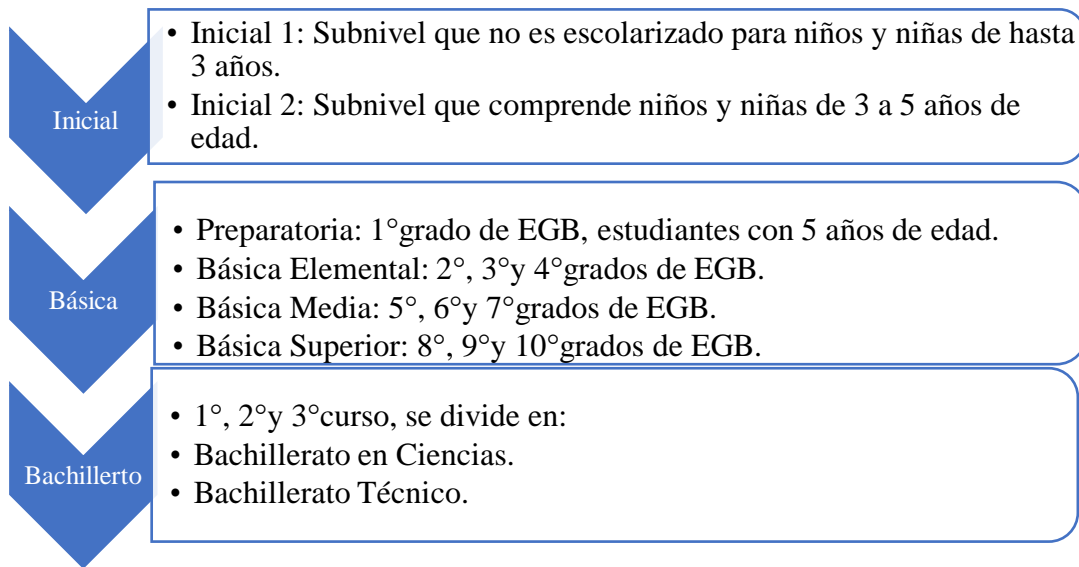 Inicial
• Inicial 1: Subnivel que no es escolarizado para niños y niñas de hasta
3 años.
• Inicial 2: Subnivel que comprende niños y niñas de 3 a 5 años de
edad.
Básica
• Preparatoria: 1°grado de EGB, estudiantes con 5 años de edad.
• Básica Elemental: 2°, 3°y 4°grados de EGB.
• Básica Media: 5°, 6°y 7°grados de EGB.
• Básica Superior: 8°, 9°y 10°grados de EGB.
Bachillerto
• 1°, 2°y 3°curso, se divide en:
• Bachillerato en Ciencias.
• Bachillerato Técnico.